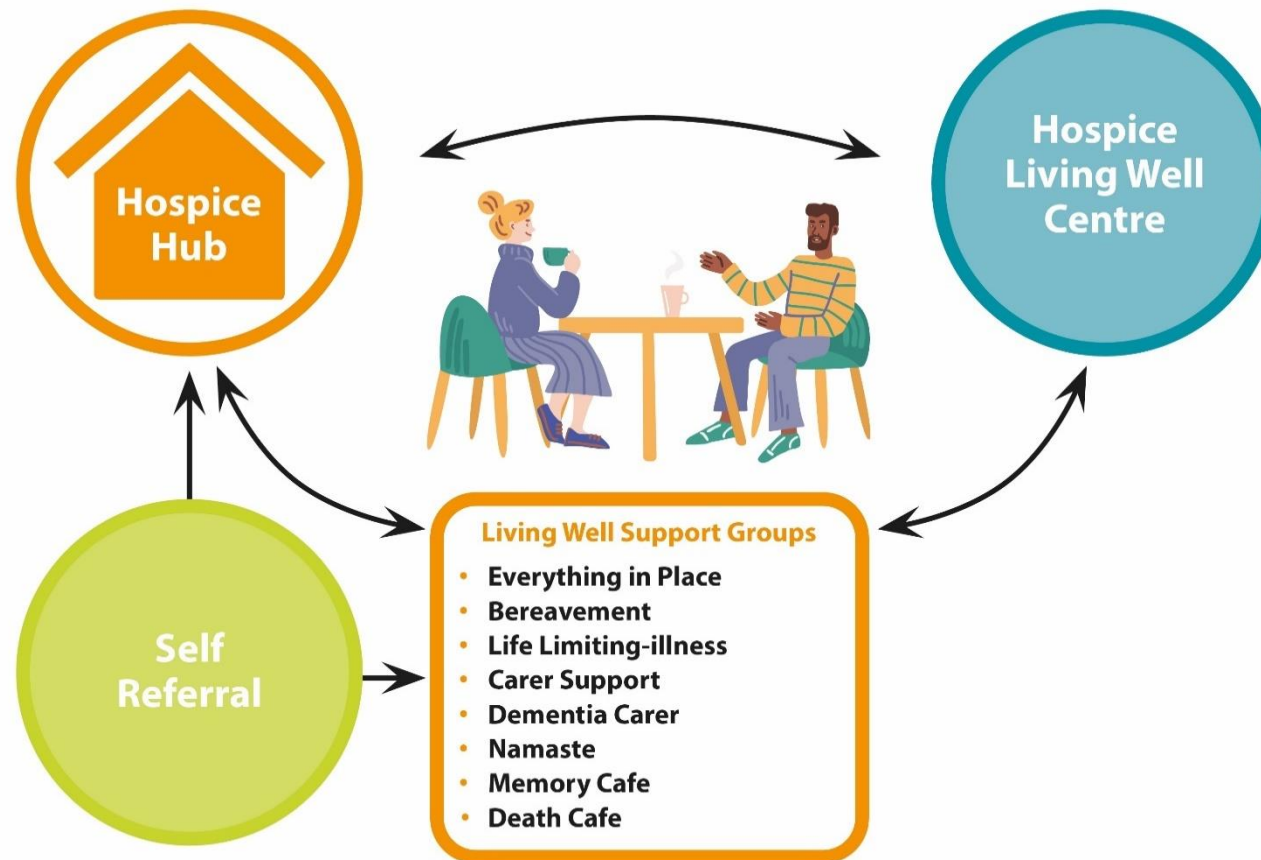 Hospice
Hub
Hospice
Living Well
Centre
Self
Referral
Living Well Support Groups
• Everything in Place
• Bereavement
• Life Limiting-illness
• Carer Support
• Dementia Carer
• Namaste
• Memory Cafe
• Death Cafe